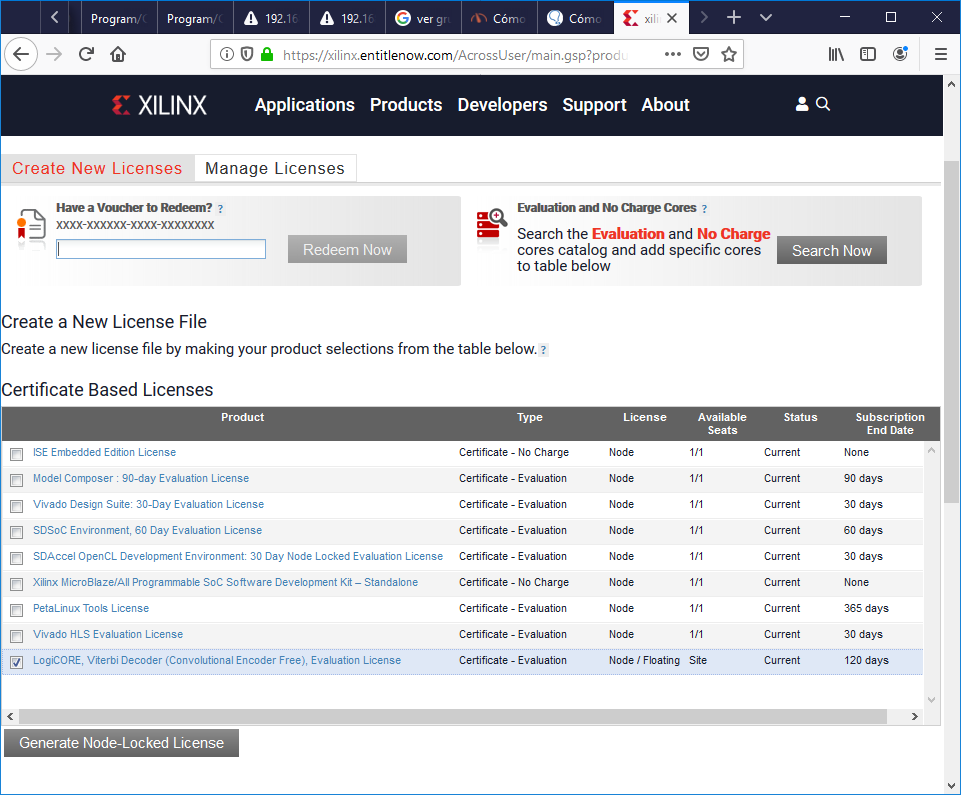 Program/C
Program/C
192.16
192.16
ver gr
Cómo
Cómo
xili
https://xilinx.entitlenow.com/AcrossUser/main.gsp?produ
XILINX
Applications Products Developers Support About
Create New Licenses Manage Licenses
Have a Voucher to Redeem? ?
XXXX-XXXXXX-XXXX-XXXXXXXX
Redeem Now
Evaluation and No Charge Cores ?
Search the Evaluation and No Charge
cores catalog and add specific cores
to table below
Search Now
Create a New License File
Create a new license file by making your product selections from the table below. ?
Certificate Based Licenses
Product Type License Available Seats Status Subscription End Date
ISE Embedded Edition License Certificate - No Charge Node 1/1 Current None
Model Composer : 90-day Evaluation License Certificate - Evaluation Node 1/1 Current 90 days
Vivado Design Suite: 30-Day Evaluation License Certificate - Evaluation Node 1/1 Current 30 days
SDSoC Environment, 60 Day Evaluation License Certificate - Evaluation Node 1/1 Current 60 days
SDAccel OpenCL Development Environment: 30 Day Node Locked Evaluation License Certificate - Evaluation Node 1/1 Current 30 days
Xilinx MicroBlaze/All Programmable SoC Software Development Kit – Standalone Certificate - No Charge Node 1/1 Current None
PetaLinux Tools License Certificate - Evaluation Node 1/1 Current 365 days
Vivado HLS Evaluation License Certificate - Evaluation Node 1/1 Current 30 days
LogiCORE, Viterbi Decoder (Convolutional Encoder Free), Evaluation License Certificate - Evaluation Node / Floating Site Current 120 days
Generate Node-Locked License